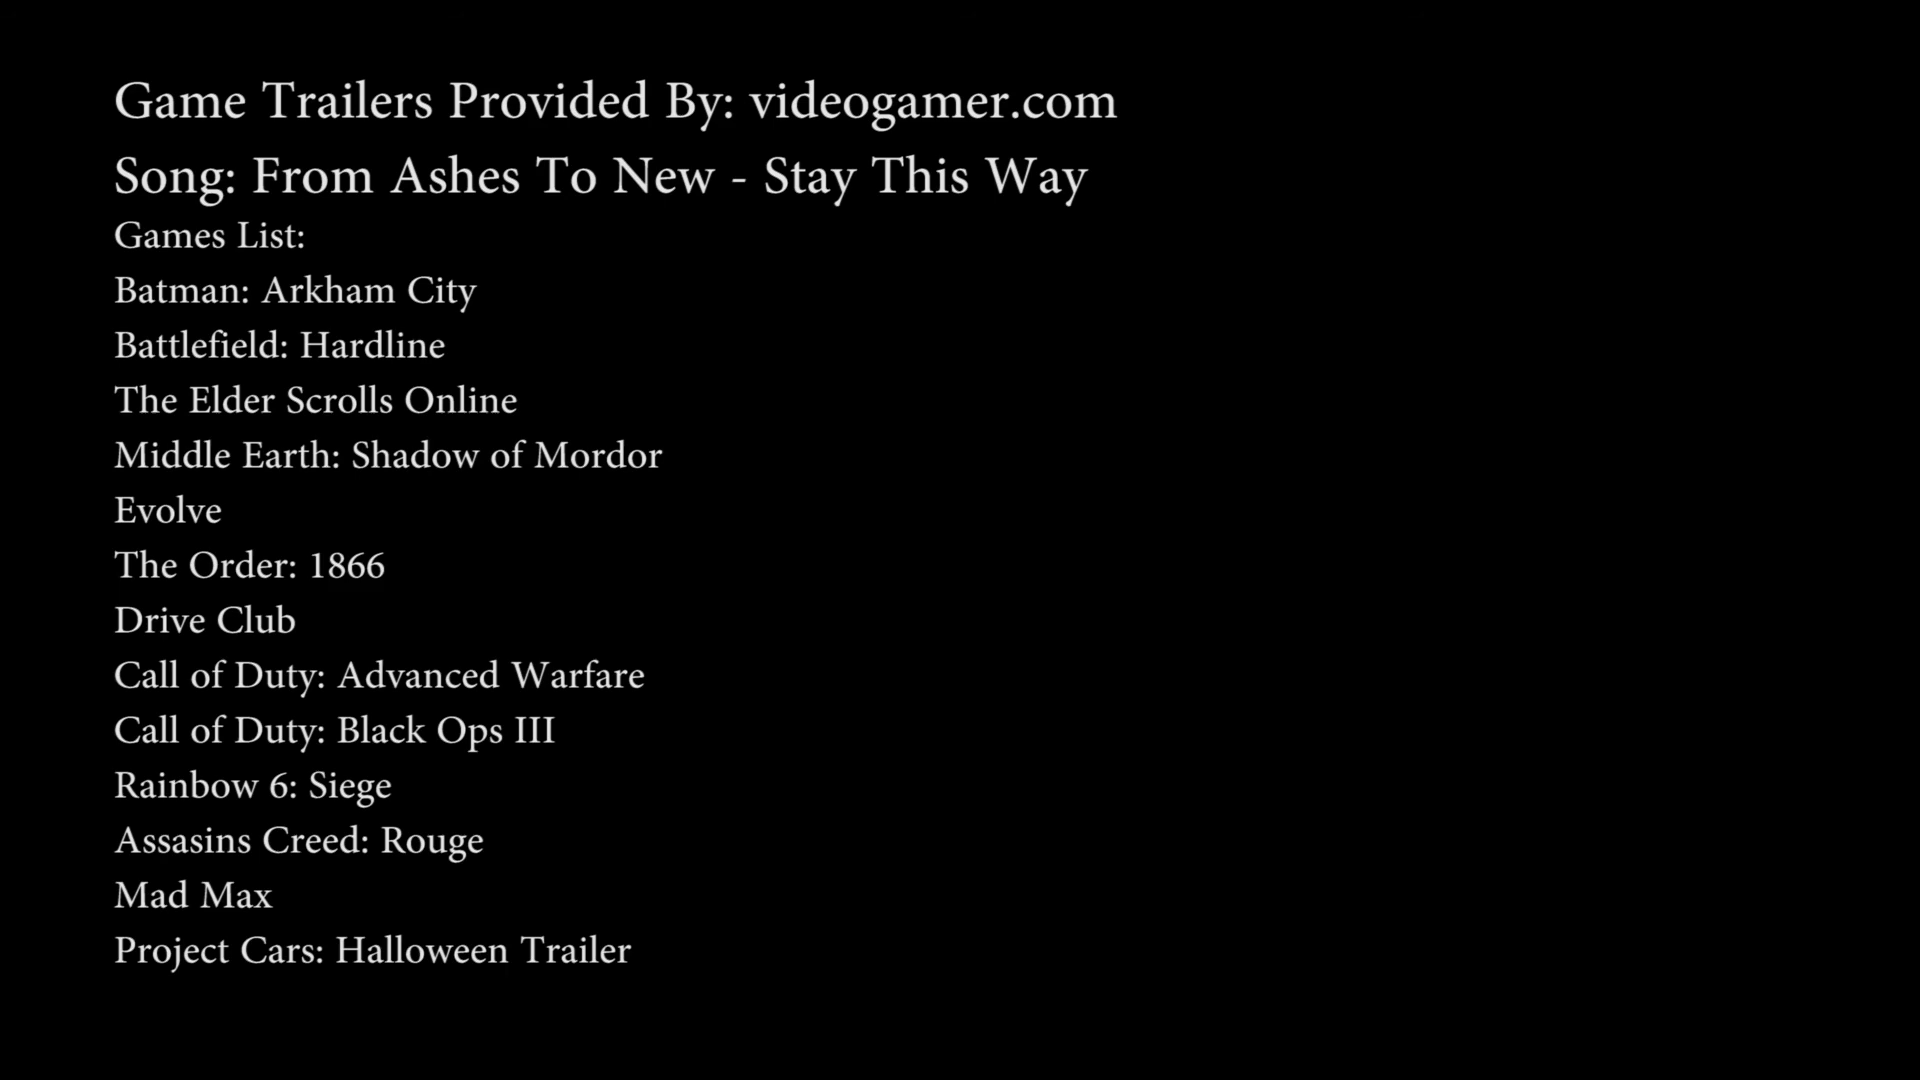 Game Trailers Provided By: videogamer.com
Song: From Ashes To New - Stay This Way
Games List:
Batman: Arkham City
Battlefield: Hardline
The Elder Scrolls Online
Middle Earth: Shadow of Mordor
Evolve
The Order: 1866
Drive Club
Call of Duty: Advanced Warfare
Call of Duty: Black Ops III
Rainbow 6: Siege
Assasins Creed: Rouge
Mad Max
Project Cars: Halloween Trailer